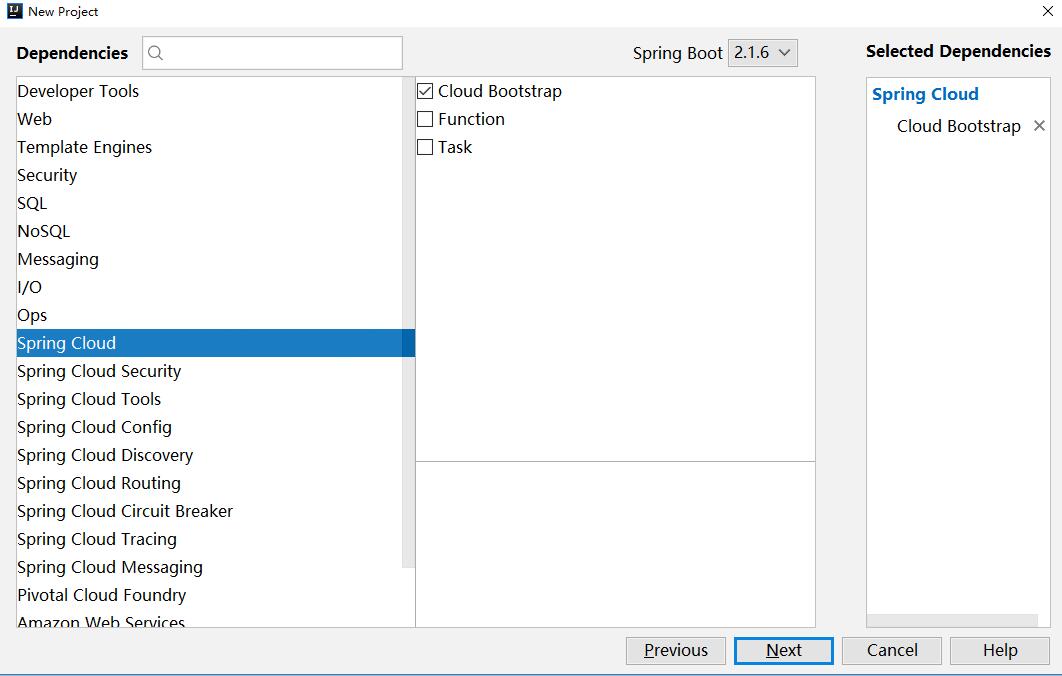 New Project
Dependencies
Spring Boot 2.1.6
Selected Dependencies
Developer Tools
Web
Template Engines
Security
SQL
NoSQL
Messaging
I/O
Ops
Spring Cloud
Spring Cloud Security
Spring Cloud Tools
Spring Cloud Config
Spring Cloud Discovery
Spring Cloud Routing
Spring Cloud Circuit Breaker
Spring Cloud Tracing
Spring Cloud Messaging
Pivotal Cloud Foundry
Amazon Web Services
Cloud Bootstrap
Function
Task
Spring Cloud
Cloud Bootstrap
Previous
Next
Cancel
Help